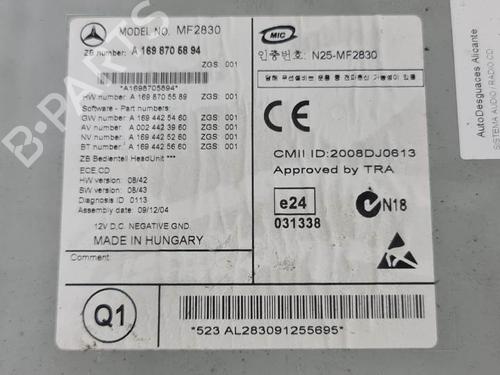 MODEL NO. MF2830
ZB number: A 169 870 58 94 ZGS: 001
*A1698705894*
HW number A 169 870 55 89 ZGS: 001
Software - Part numbers:
GW number A 169 442 54 60 ZGS: 001
AV number A 002 442 39 60 ZGS: 001
NV number A 169 442 52 60 ZGS: 001
BT number A 169 442 56 60 ZGS: 001
ZB Bedienteil HeadUnit ***
ECE,CD
HW version: 08/42
SW version: 08/43
Diagnosis ID : 0113
Assembly date: 09/12/04
12V D.C. NEGATIVE GND.
MADE IN HUNGARY
Comment:
Q1
MIC
인증번호: N25-MF2830
CE
CMII ID:2008DJ0613
Approved by TRA
e24
031338
N18
*523 AL283091255695*
AutoDesguaces Alicante
SISTEMA AUDIO / RADIO CD
B-PARTS